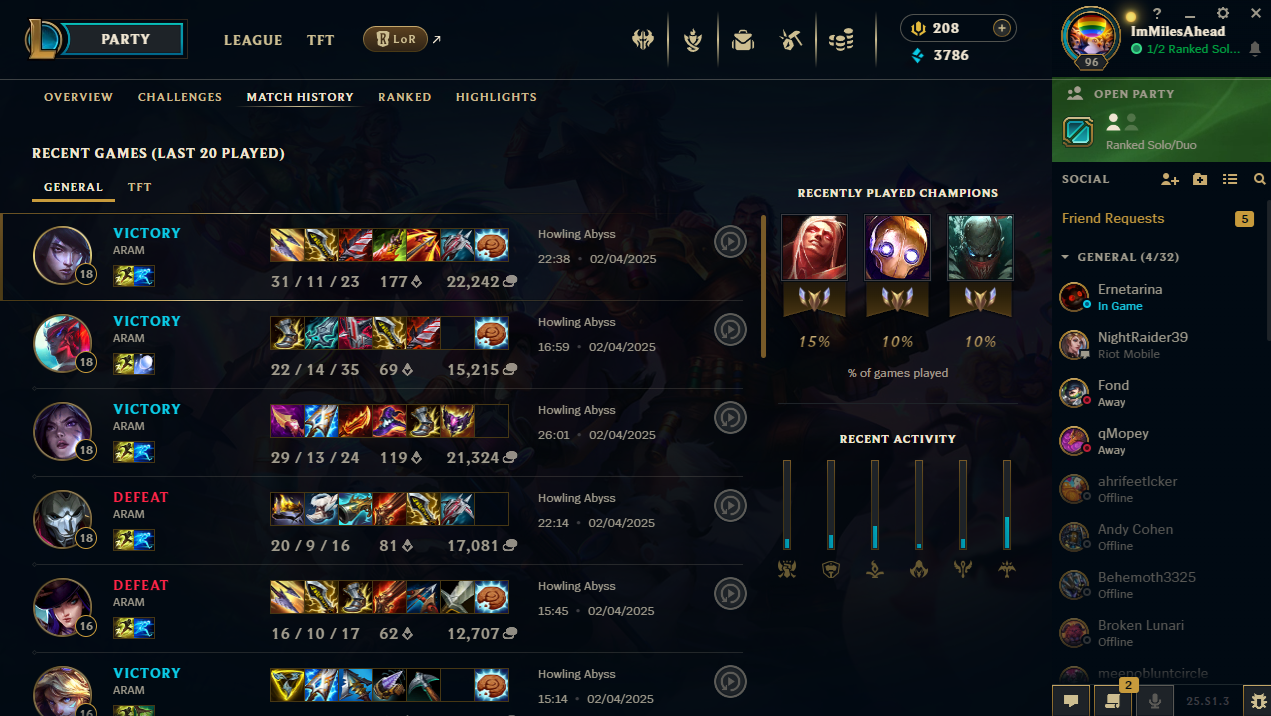 PARTY
LEAGUE
TFT
LoR
208
3786
?
ImMilesAhead
1/2 Ranked Sol...
96
OVERVIEW
CHALLENGES
MATCH HISTORY
RANKED
HIGHLIGHTS
RECENT GAMES (LAST 20 PLAYED)
GENERAL
TFT
18
VICTORY
ARAM
31 / 11 / 23
177
22,242
Howling Abyss
22:38 • 02/04/2025
18
VICTORY
ARAM
22 / 14 / 35
69
15,215
Howling Abyss
16:59 • 02/04/2025
18
VICTORY
ARAM
29 / 13 / 24
119
21,324
Howling Abyss
26:01 • 02/04/2025
18
DEFEAT
ARAM
20 / 9 / 16
81
17,081
Howling Abyss
22:14 • 02/04/2025
16
DEFEAT
ARAM
16 / 10 / 17
62
12,707
Howling Abyss
15:45 • 02/04/2025
16
VICTORY
ARAM
Howling Abyss
15:14 • 02/04/2025
RECENTLY PLAYED CHAMPIONS
15%
10%
10%
% of games played
RECENT ACTIVITY
OPEN PARTY
Ranked Solo/Duo
SOCIAL
Friend Requests
5
GENERAL (4/32)
Ernetarina
In Game
NightRaider39
Riot Mobile
Fond
Away
qMopey
Away
ahrifeetlcker
Offline
Andy Cohen
Offline
Behemoth3325
Offline
Broken Lunari
Offline
meenobluntcircle
2
25.S1.3